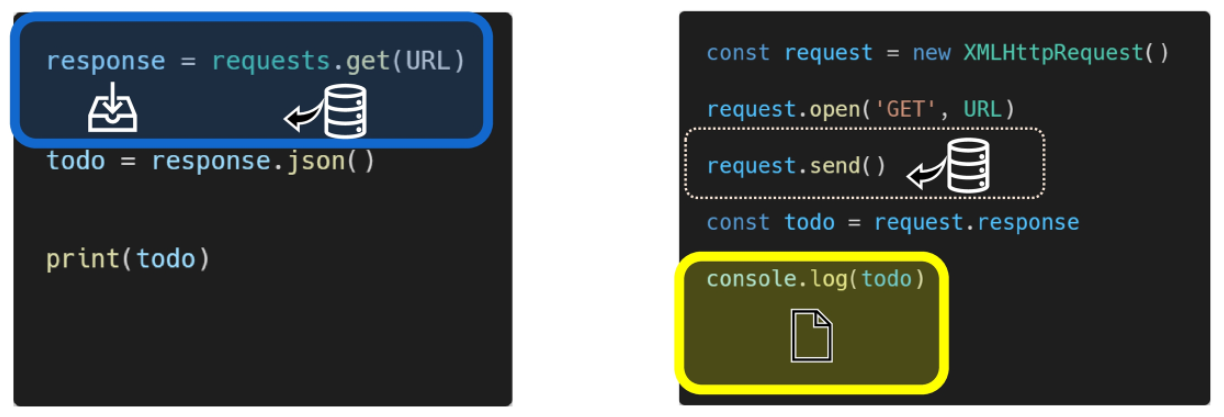 response = requests.get(URL)
todo = response.json()
print(todo)
const request = new XMLHttpRequest()
request.open('GET', URL)
request.send()
const todo = request.response
console.log(todo)